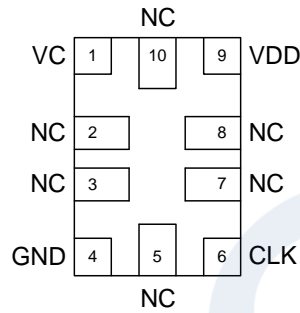 NC
VC 1 10 9 VDD
NC 2 8 NC
NC 3 7 NC
GND 4 5 6 CLK
NC